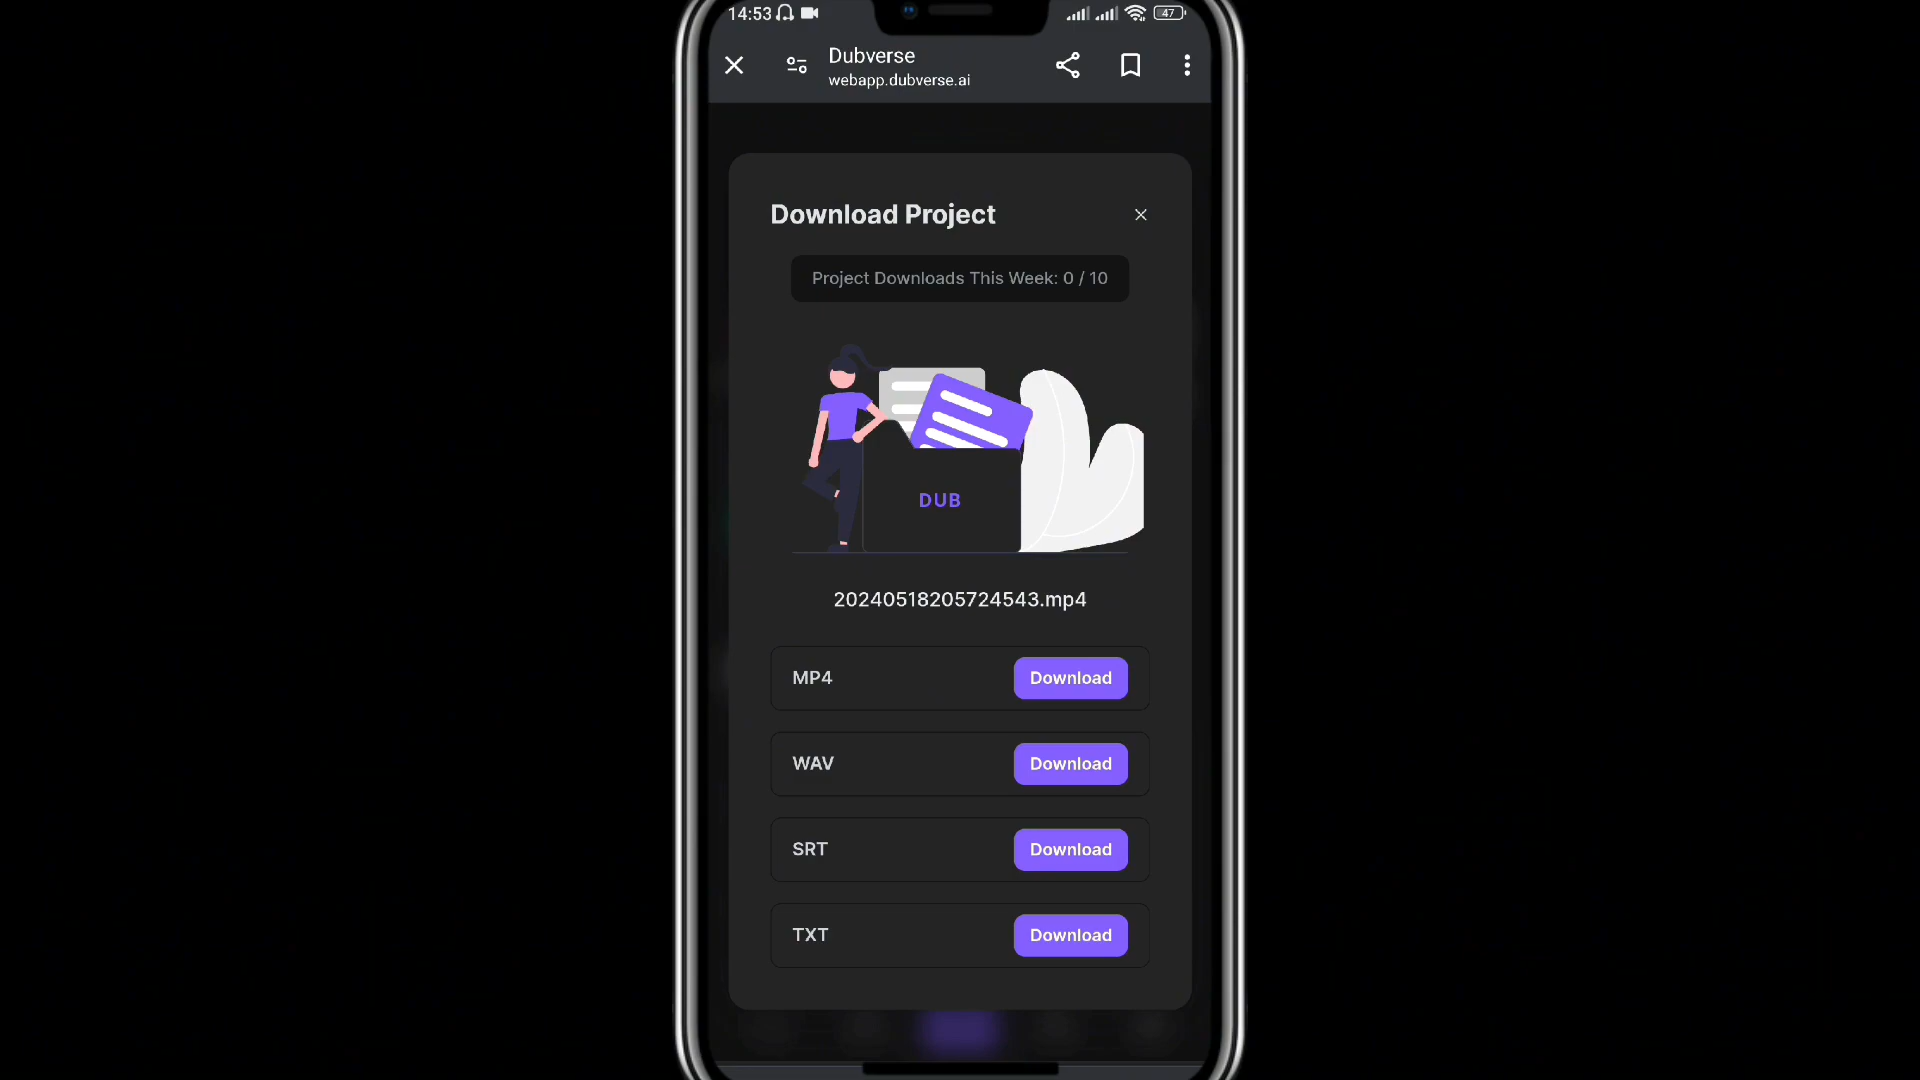 14:53
47
Dubverse
webapp.dubverse.ai
Download Project
Project Downloads This Week: 0 / 10
DUB
20240518205724543.mp4
MP4 Download
WAV Download
SRT Download
TXT Download